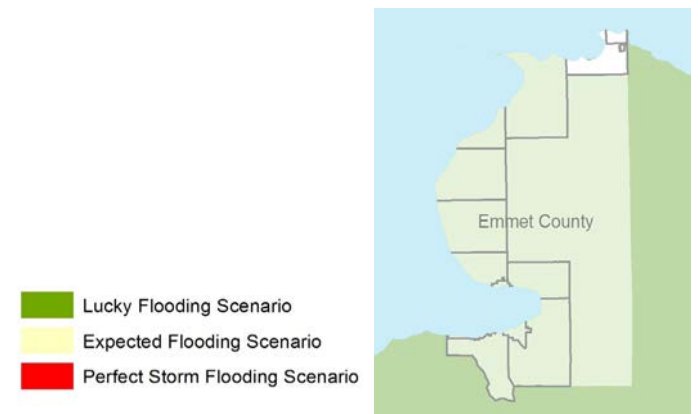 Emmet County
Lucky Flooding Scenario
Expected Flooding Scenario
Perfect Storm Flooding Scenario